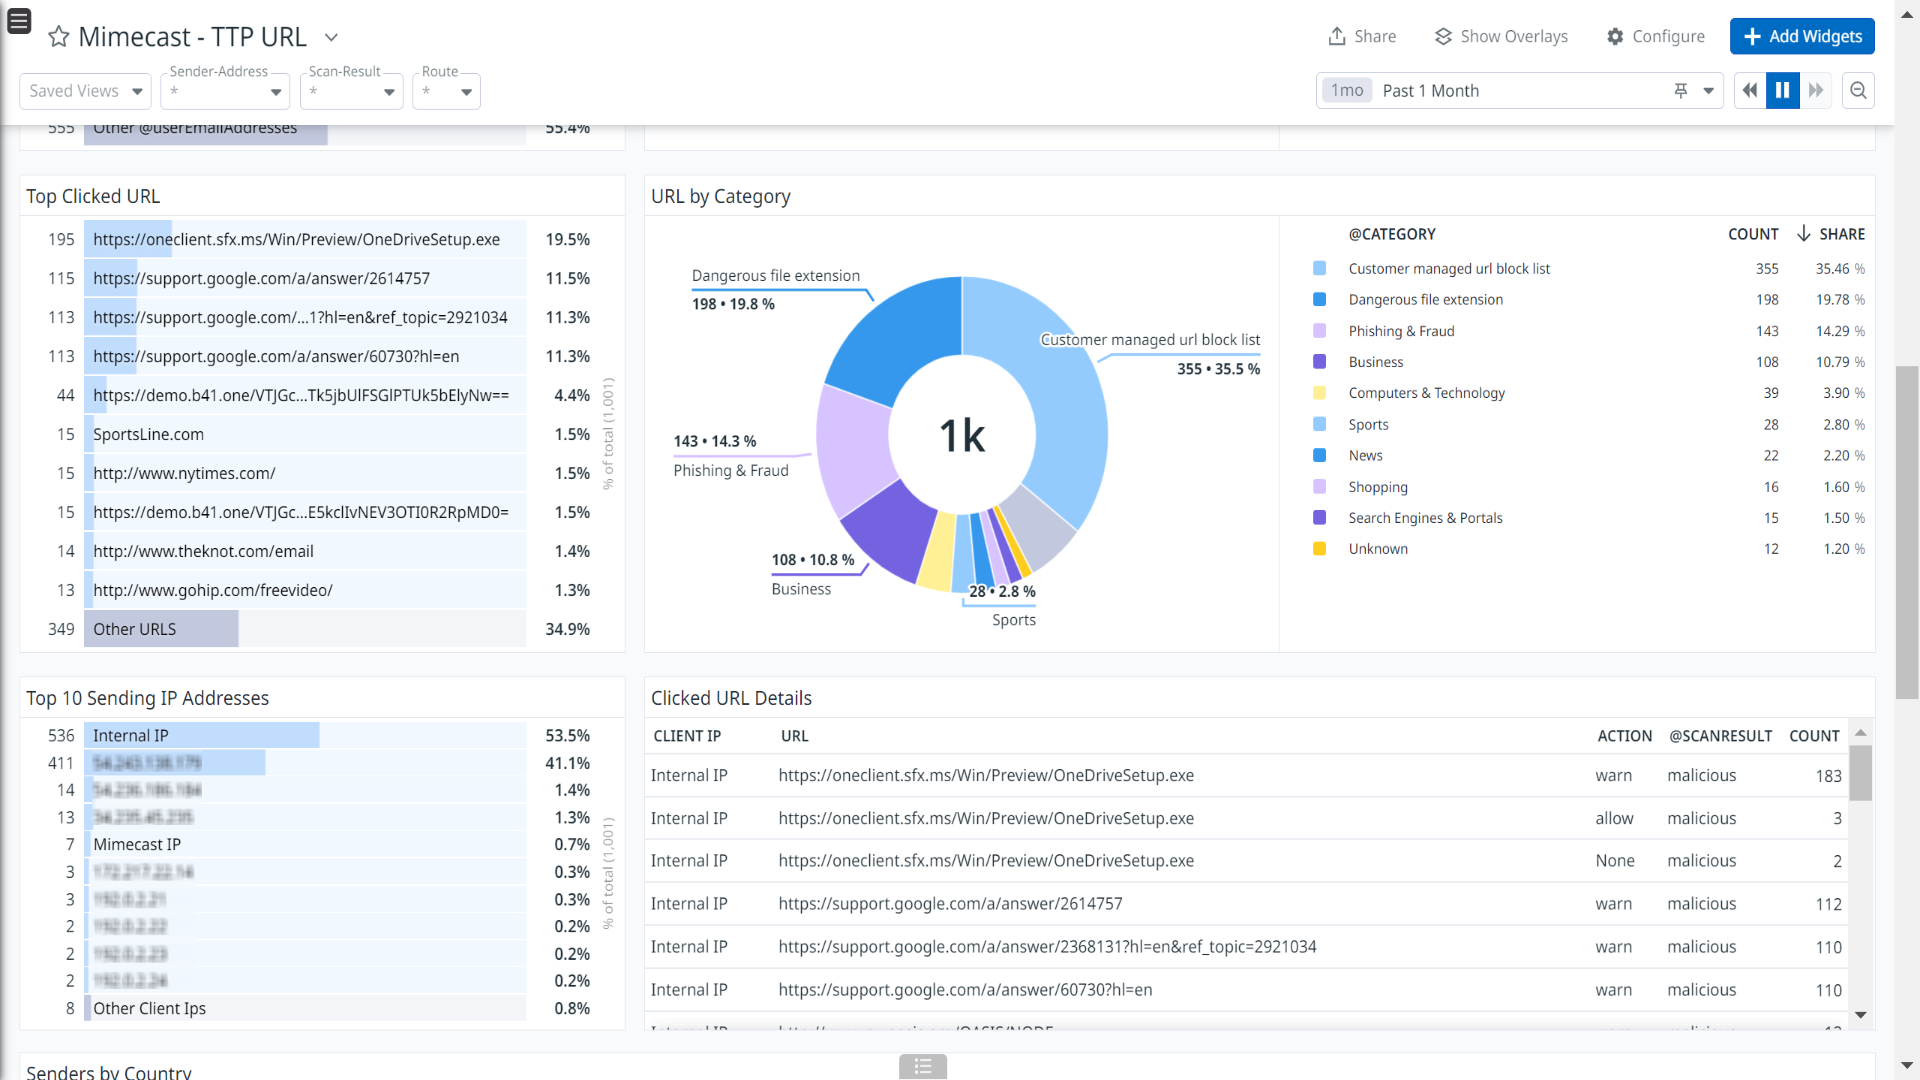 Mimecast - TTP URL
Share
Show Overlays
Configure
Add Widgets
Saved Views
Sender-Address
*
Scan-Result
*
Route
*
1mo Past 1 Month
555 Other @userEmailAddresses 55.4%
Top Clicked URL
195 https://oneclient.sfx.ms/Win/Preview/OneDriveSetup.exe 19.5%
115 https://support.google.com/a/answer/2614757 11.5%
113 https://support.google.com/...1?hl=en&ref_topic=2921034 11.3%
113 https://support.google.com/a/answer/60730?hl=en 11.3%
44 https://demo.b41.one/VTJGc...Tk5jbUlFSGlPTUk5bElyNw== 4.4%
15 SportsLine.com 1.5%
15 http://www.nytimes.com/ 1.5%
15 https://demo.b41.one/VTJGc...E5kclIvNEV3OTI0R2RpMD0= 1.5%
14 http://www.theknot.com/email 1.4%
13 http://www.gohip.com/freevideo/ 1.3%
349 Other URLS 34.9%
% of total (1,001)
URL by Category
Dangerous file extension
198 • 19.8 %
Customer managed url block list
355 • 35.5 %
1k
143 • 14.3 %
Phishing & Fraud
108 • 10.8 %
Business
28 • 2.8 %
Sports
@CATEGORY COUNT SHARE
Customer managed url block list 355 35.46 %
Dangerous file extension 198 19.78 %
Phishing & Fraud 143 14.29 %
Business 108 10.79 %
Computers & Technology 39 3.90 %
Sports 28 2.80 %
News 22 2.20 %
Shopping 16 1.60 %
Search Engines & Portals 15 1.50 %
Unknown 12 1.20 %
Top 10 Sending IP Addresses
536 Internal IP 53.5%
411 41.1%
14 1.4%
13 1.3%
7 Mimecast IP 0.7%
3 0.3%
3 0.3%
2 0.2%
2 0.2%
2 0.2%
8 Other Client Ips 0.8%
% of total (1,001)
Clicked URL Details
CLIENT IP URL ACTION @SCANRESULT COUNT
Internal IP https://oneclient.sfx.ms/Win/Preview/OneDriveSetup.exe warn malicious 183
Internal IP https://oneclient.sfx.ms/Win/Preview/OneDriveSetup.exe allow malicious 3
Internal IP https://oneclient.sfx.ms/Win/Preview/OneDriveSetup.exe None malicious 2
Internal IP https://support.google.com/a/answer/2614757 warn malicious 112
Internal IP https://support.google.com/a/answer/2368131?hl=en&ref_topic=2921034 warn malicious 110
Internal IP https://support.google.com/a/answer/60730?hl=en warn malicious 110
Senders by Country